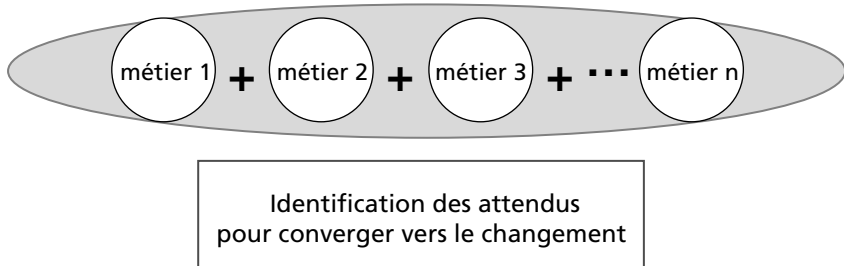 métier 1 + métier 2 + métier 3 + ... métier n
Identification des attendus
pour converger vers le changement